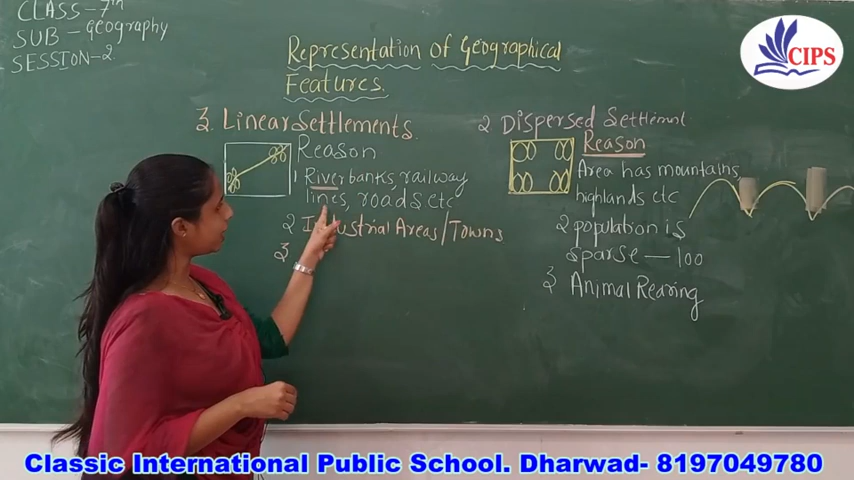 CLASS - 7th
SUB - Geography
SESSION - 2
Representation of Geographical
Features.
3. Linear Settlements.
Reason
1 River banks, railway
lines, roads etc
2 Industrial Areas/Towns
3
2 Dispersed Settlement
Reason
Area has mountains,
highlands etc
2 population is
sparse — 100
3 Animal Rearing
CIPS
Classic International Public School. Dharwad- 8197049780